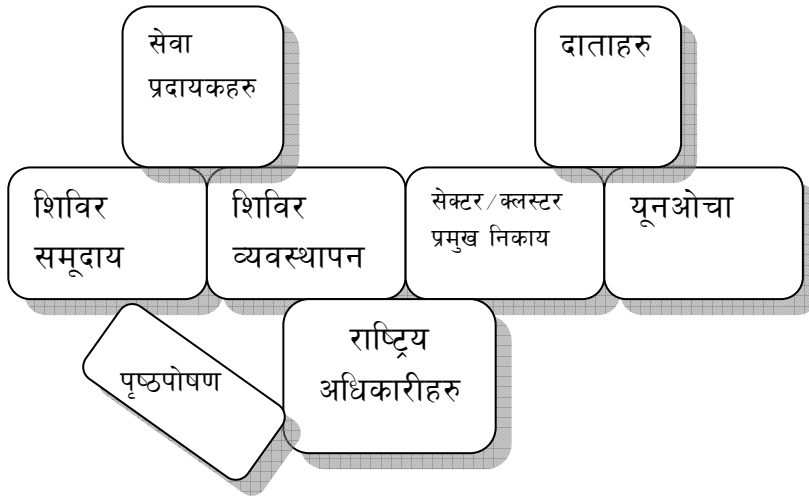 सेवा
प्रदायकहरु
दाताहरु
शिविर
समूदाय
शिविर
व्यवस्थापन
सेक्टर/क्लस्टर
प्रमुख निकाय
यूनओचा
राष्ट्रिय
अधिकारीहरु
पृष्ठपोषण